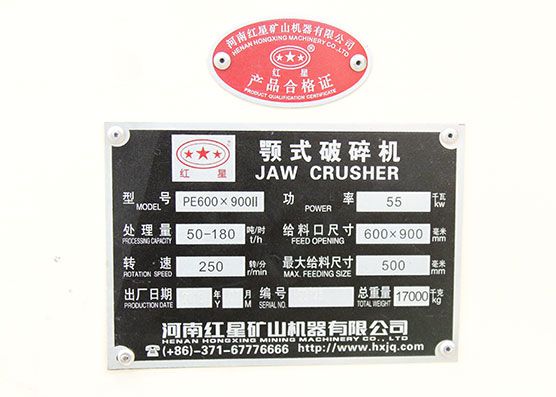 河南红星矿山机器有限公司
HENAN HONGXING MACHINERY CO.,LTD
®
红 星
产品合格证
PRODUCT QUALIFICATION CERTIFICATE
红 星
颚式破碎机
JAW CRUSHER
型 号 MODEL PE600×900II 功 率 POWER 55 千瓦 kw
处理量 PROCESSING CAPACITY 50-180 吨/时 t/h 给料口尺寸 FEED OPENING 600×900 毫米 mm
转 速 ROTATION SPEED 250 转/分 r/min 最大给料尺寸 MAX. FEEDING SIZE 500 毫米 mm
出厂日期 PRODUCTION DATE 年 Y 月 M 编号 SERIAL NO. 总重量 TOTAL WEIGHT 17000 千克 kg
河南红星矿山机器有限公司
HENAN HONGXING MINING MACHINERY CO.,LTD
☎(+86)-371-67776666 http://www.hxjq.com